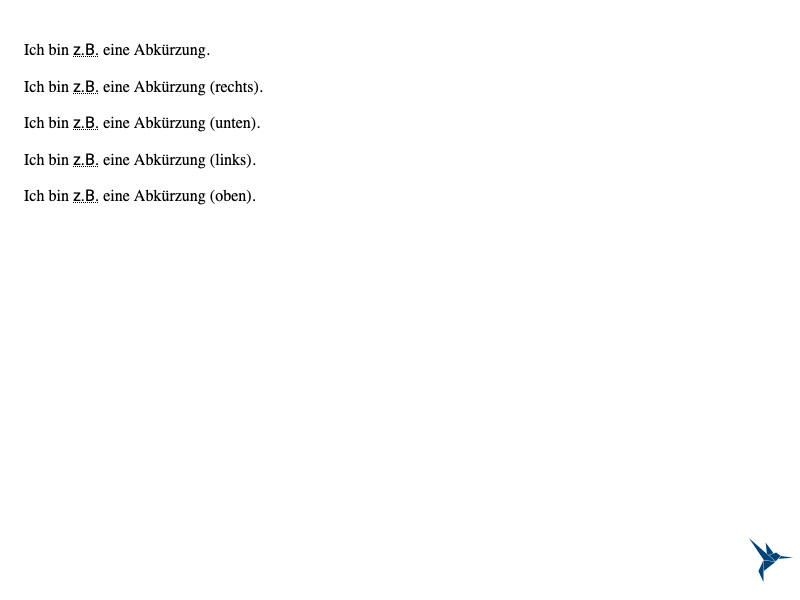 Ich bin z.B. eine Abkürzung.
Ich bin z.B. eine Abkürzung (rechts).
Ich bin z.B. eine Abkürzung (unten).
Ich bin z.B. eine Abkürzung (links).
Ich bin z.B. eine Abkürzung (oben).